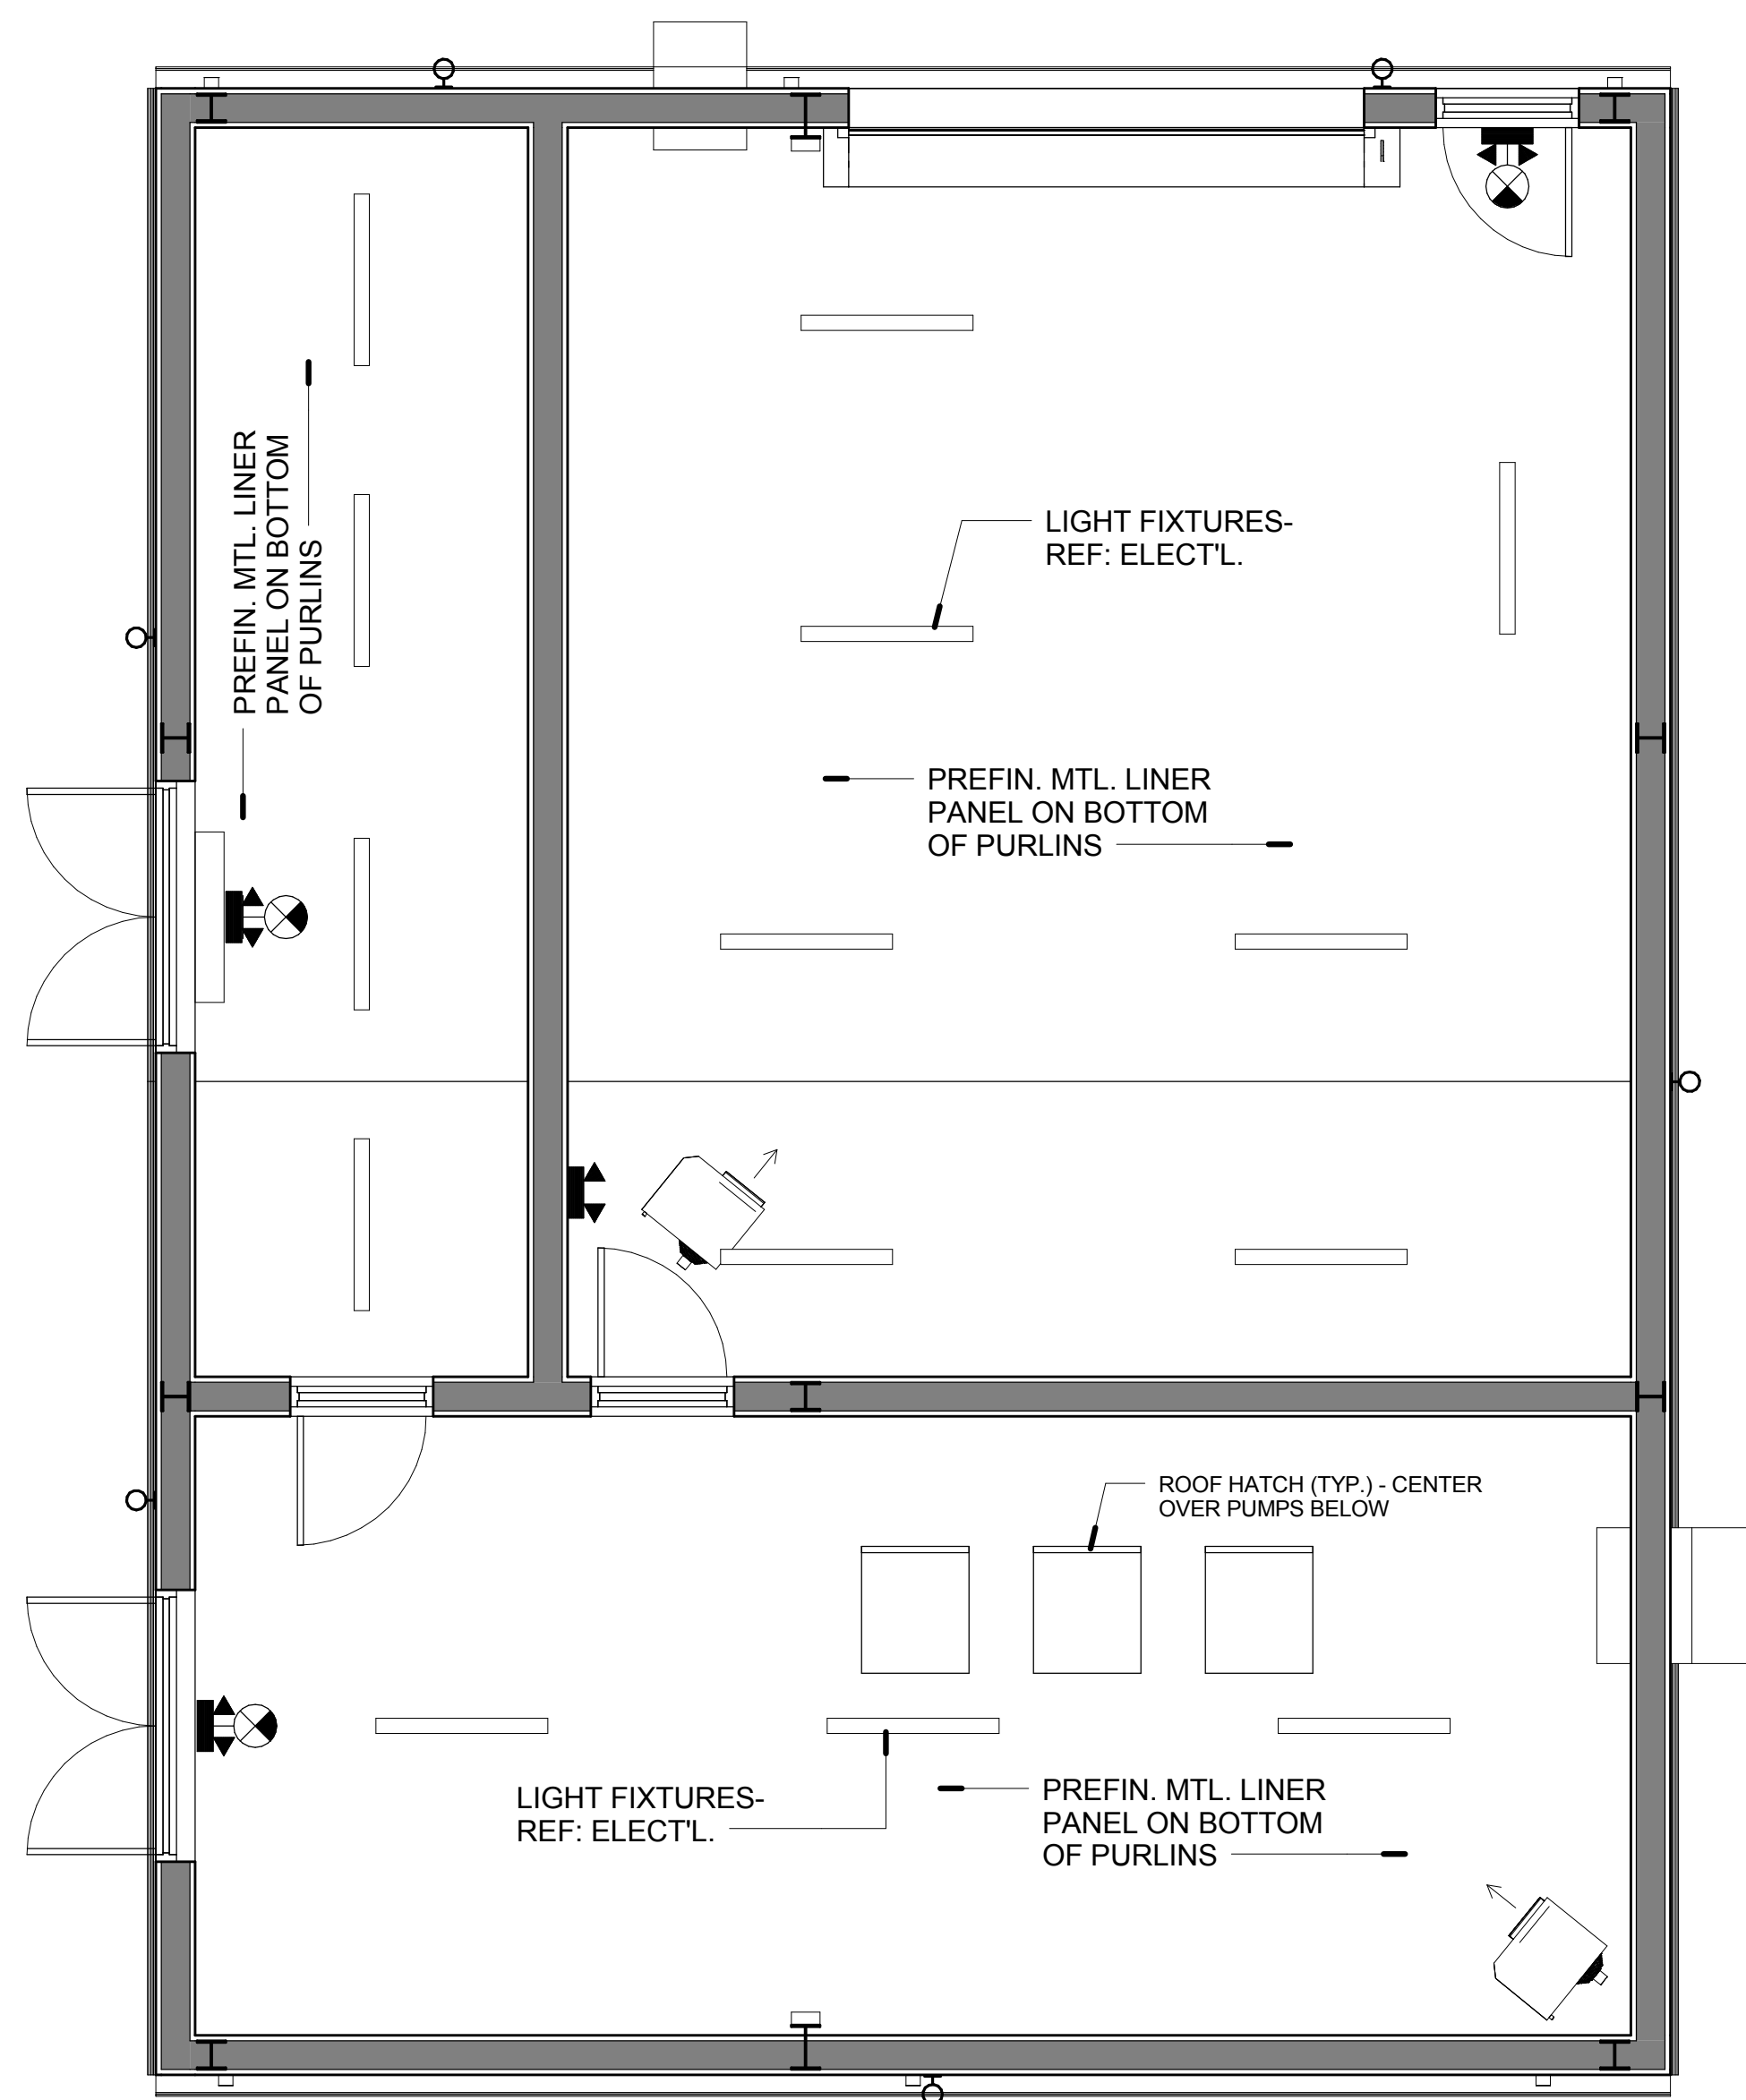 PREFIN. MTL. LINER
PANEL ON BOTTOM
OF PURLINS
LIGHT FIXTURES-
REF: ELECT'L.
PREFIN. MTL. LINER
PANEL ON BOTTOM
OF PURLINS
ROOF HATCH (TYP.) - CENTER
OVER PUMPS BELOW
LIGHT FIXTURES-
REF: ELECT'L.
PREFIN. MTL. LINER
PANEL ON BOTTOM
OF PURLINS